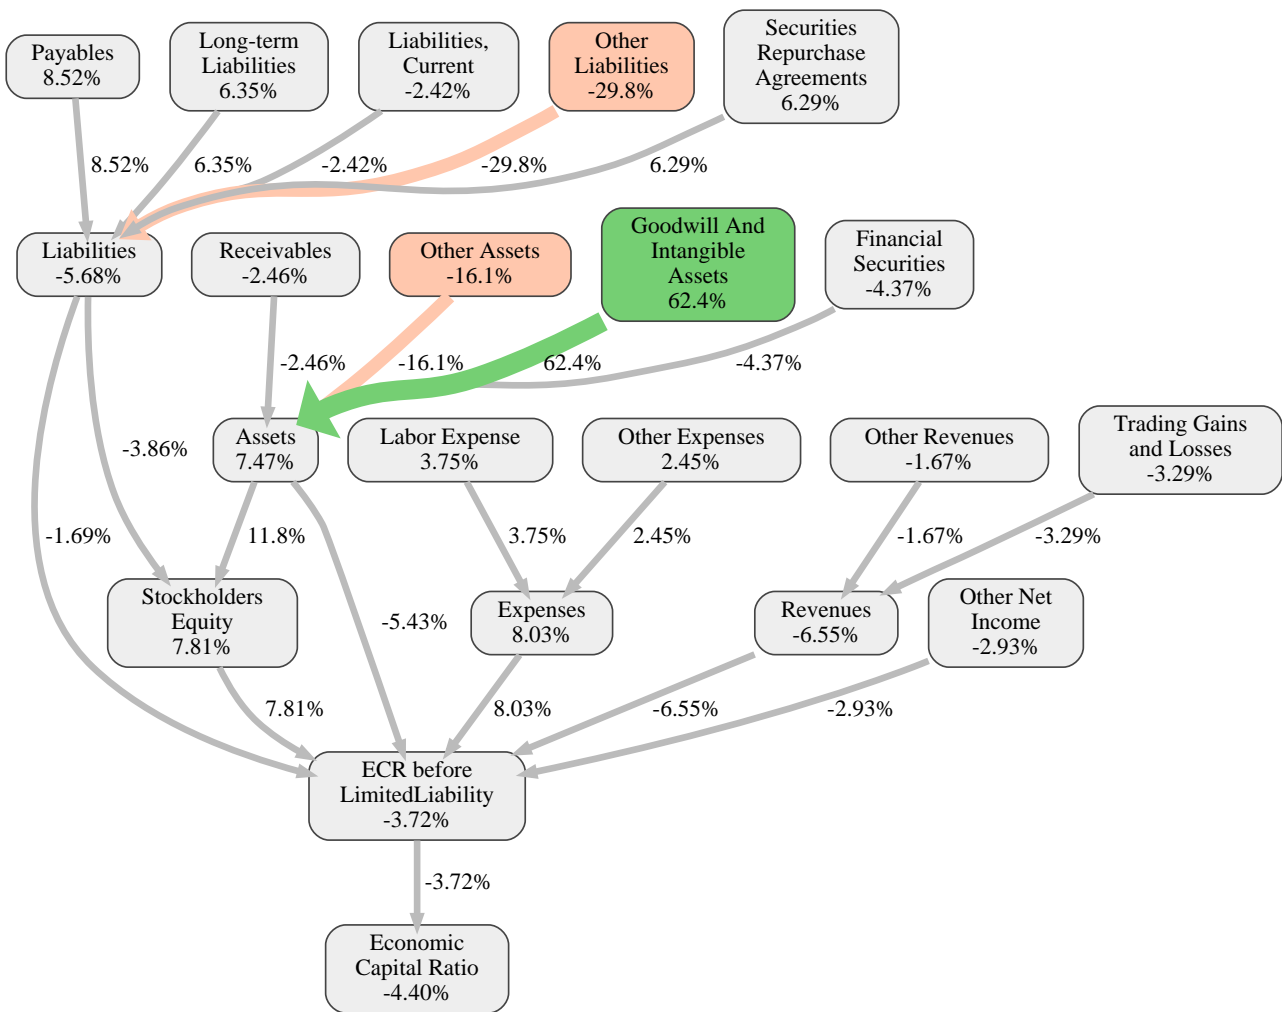 Payables
8.52%
Long-term
Liabilities
6.35%
Liabilities,
Current
-2.42%
Other
Liabilities
-29.8%
Securities
Repurchase
Agreements
6.29%
8.52%
6.35%
-2.42%
-29.8%
6.29%
Liabilities
-5.68%
Receivables
-2.46%
Other Assets
-16.1%
Goodwill And
Intangible
Assets
62.4%
Financial
Securities
-4.37%
-2.46%
-16.1%
62.4%
-4.37%
Assets
7.47%
Labor Expense
3.75%
Other Expenses
2.45%
Other Revenues
-1.67%
Trading Gains
and Losses
-3.29%
-3.86%
-1.69%
11.8%
3.75%
2.45%
-1.67%
-3.29%
Stockholders
Equity
7.81%
-5.43%
Expenses
8.03%
Revenues
-6.55%
Other Net
Income
-2.93%
7.81%
8.03%
-6.55%
-2.93%
ECR before
LimitedLiability
-3.72%
-3.72%
Economic
Capital Ratio
-4.40%